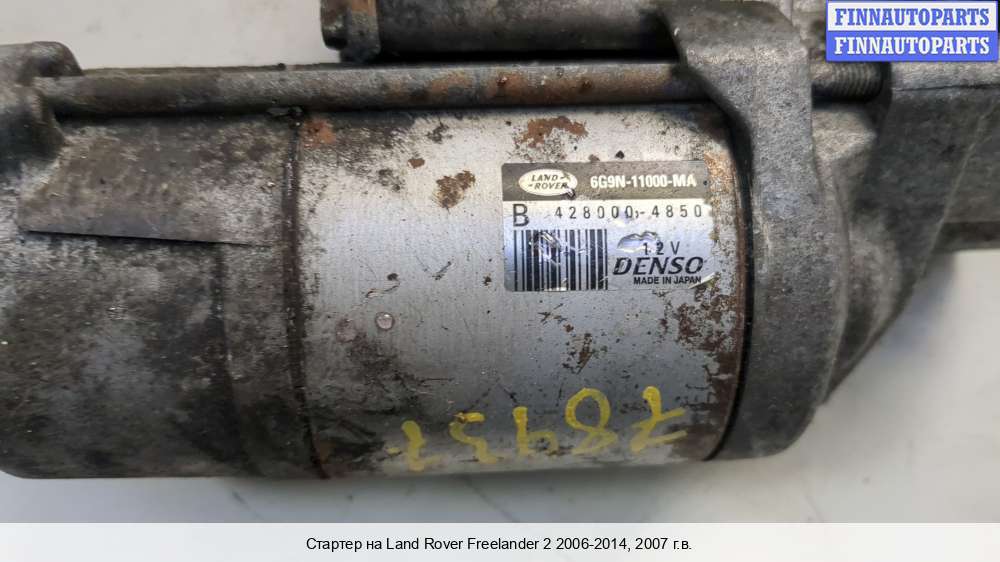 FINNAUTOPARTS
FINNAUTOPARTS
LAND
ROVER
6G9N-11000-MA
B 428000-4850
12V
DENSO
MADE IN JAPAN
Стартер на Land Rover Freelander 2 2006-2014, 2007 г.в.